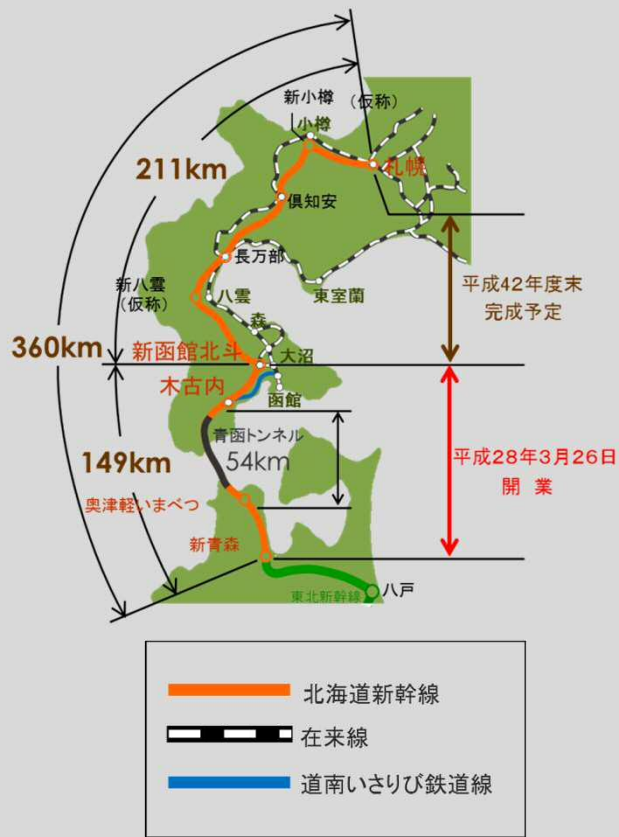 新小樽（仮称）
小樽
札幌
211km
倶知安
長万部
新八雲
（仮称）
八雲
東室蘭
平成42年度末
完成予定
森
360km
新函館北斗
大沼
木古内
函館
青函トンネル
54km
149km
平成28年3月26日
開 業
奥津軽いまべつ
新青森
東北新幹線
八戸
北海道新幹線
在来線
道南いさりび鉄道線